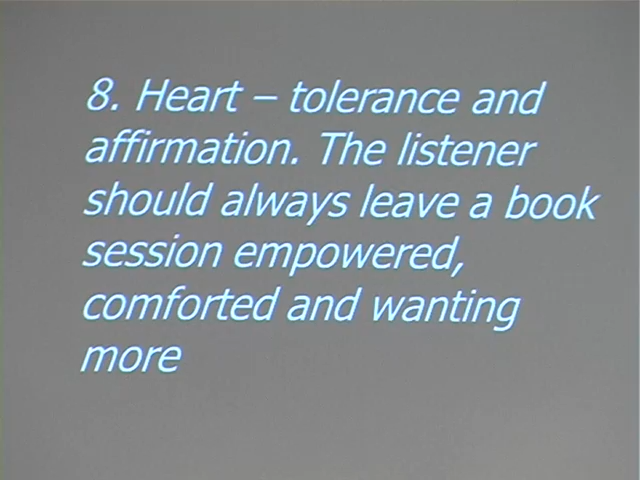 8. Heart – tolerance and
affirmation. The listener
should always leave a book
session empowered,
comforted and wanting
more